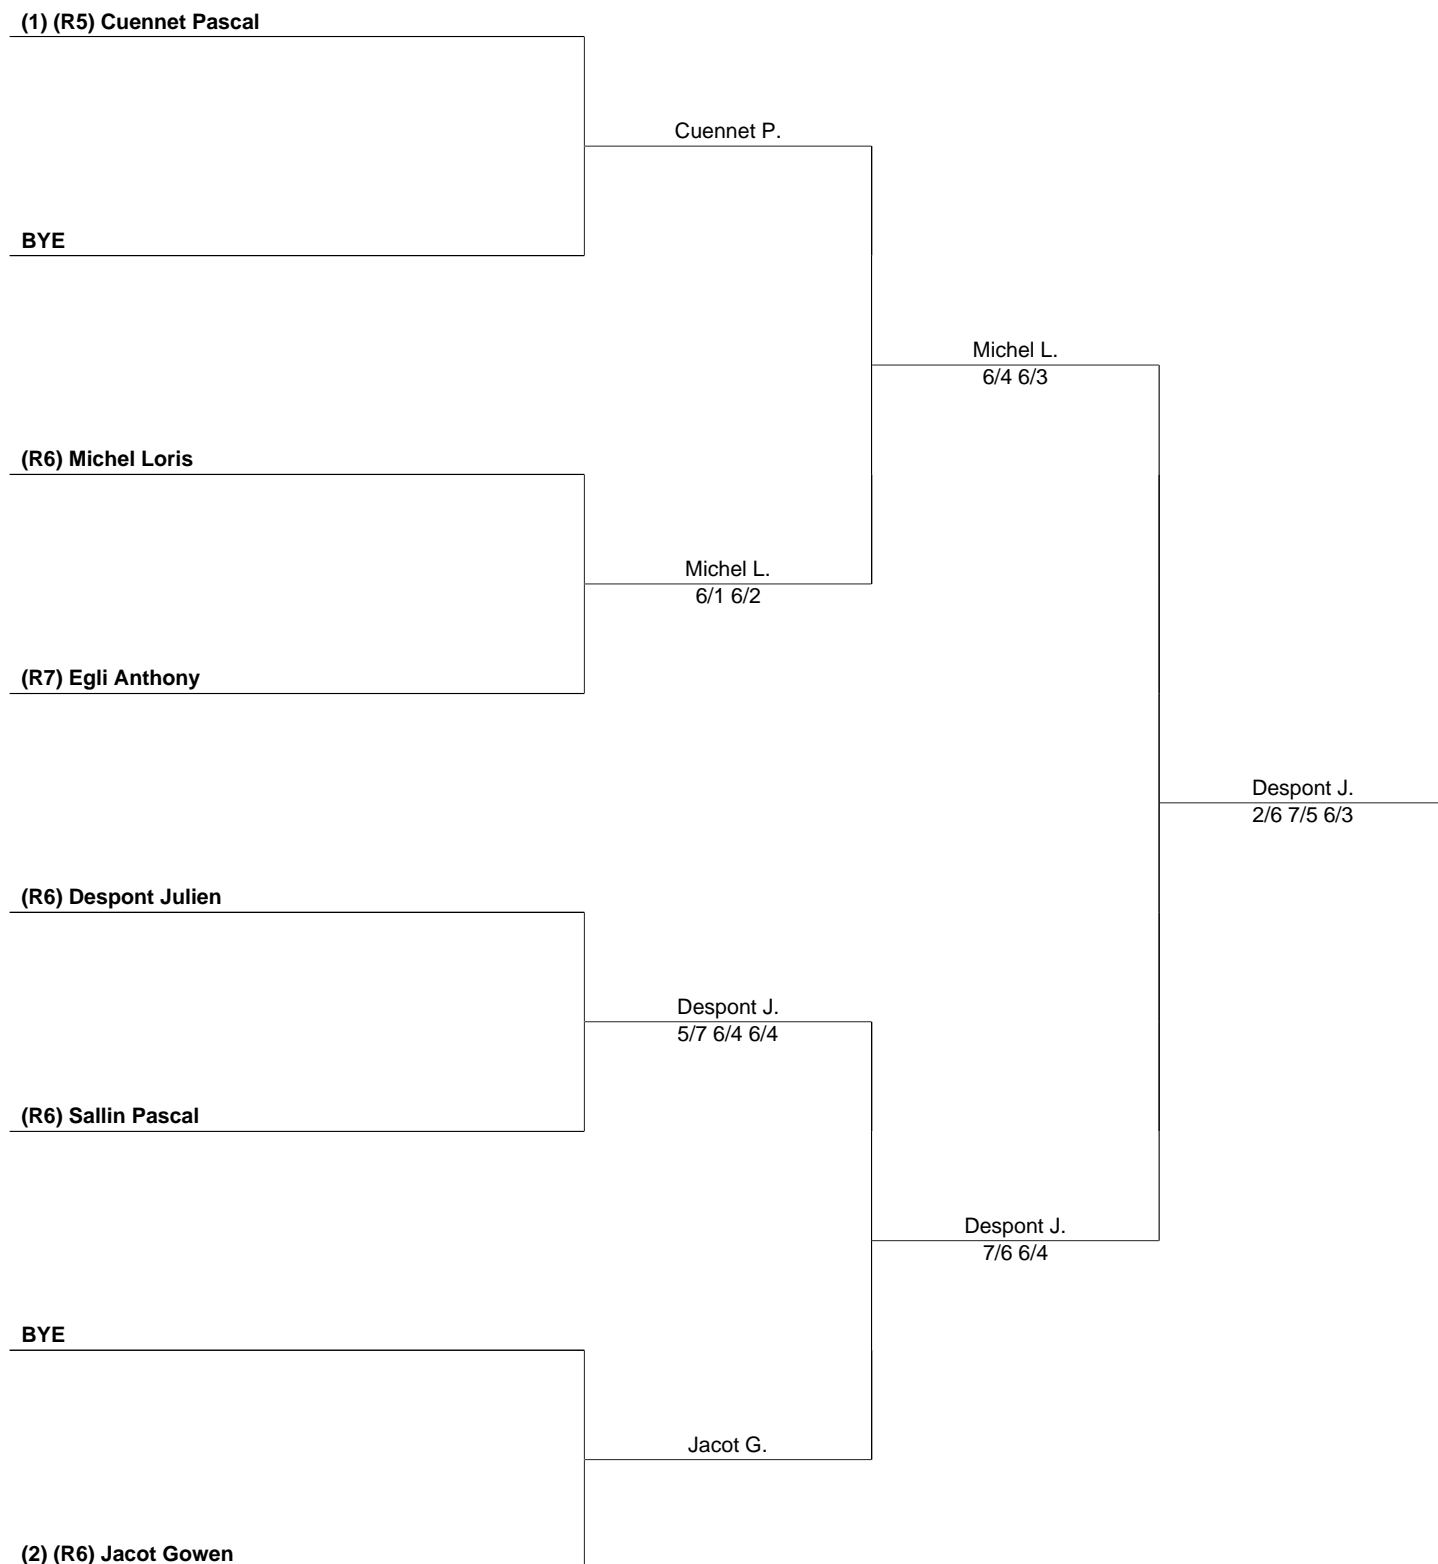 (1) (R5) Cuennet Pascal
Cuennet P.
BYE
Michel L.
6/4 6/3
(R6) Michel Loris
Michel L.
6/1 6/2
(R7) Egli Anthony
Despont J.
2/6 7/5 6/3
(R6) Despont Julien
Despont J.
5/7 6/4 6/4
(R6) Sallin Pascal
Despont J.
7/6 6/4
BYE
Jacot G.
(2) (R6) Jacot Gowen